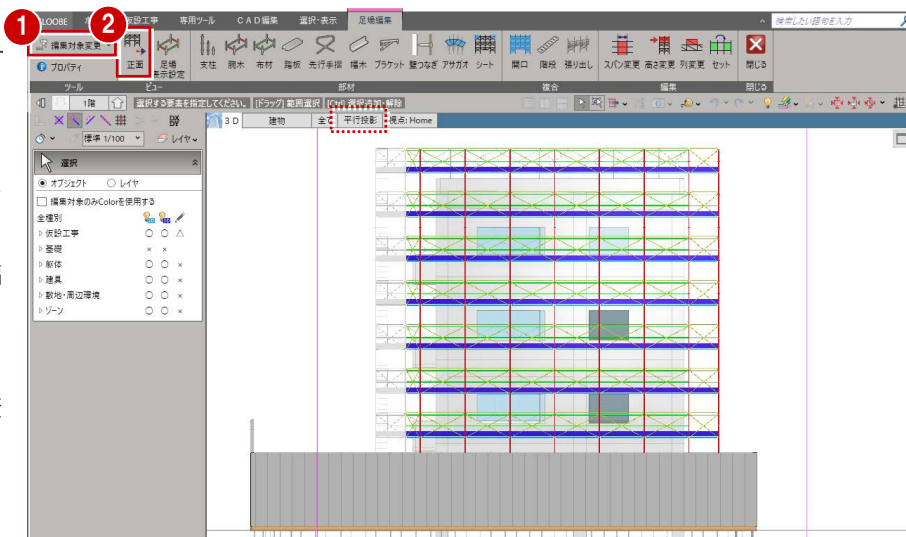 1 2
GLOOBE 仮設工事 専用ツール CAD編集 選択・表示 足場編集 検索したい語句を入力
編集対象変更
プロパティ
正面 足場表示設定 支柱 腕木 布材 踏板 先行手摺 幅木 ブラケット 壁つなぎ アサガオ シート 開口 階段 張り出し スパン変更 高さ変更 列変更 セット 閉じる
ツール ビュー 部材 複合 編集 閉じる
1階 選択する要素を指定してください。 [ドラッグ] 範囲選択 [Ctrl] 選択追加・解除
3D 建物 全て 平行投影 視点: Home
標準 1/100 レイヤ
選択
オブジェクト レイヤ
編集対象のみColorを使用する
全種別
仮設工事 ○ ○ △
基礎 × ×
躯体 ○ ○ ×
建具 ○ ○ ×
敷地・周辺環境 ○ ○ ×
ゾーン ○ ○ ×